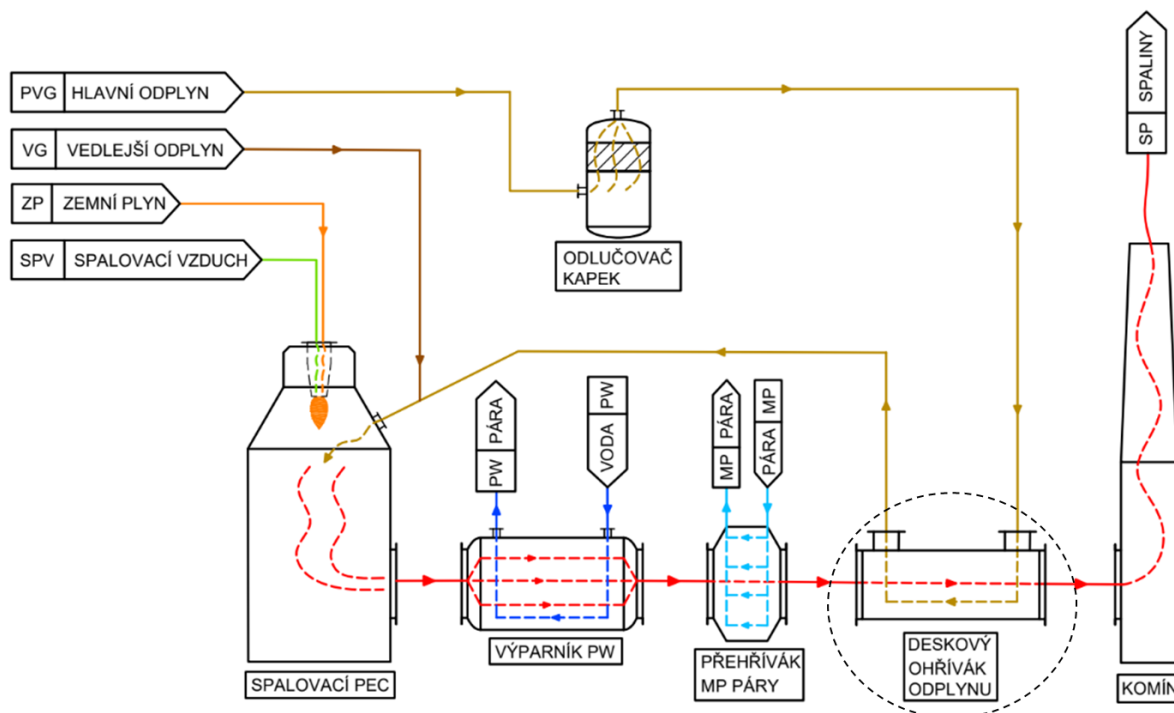 PVG HLAVNÍ ODPLYN
VG VEDLEJŠÍ ODPLYN
ZP ZEMNÍ PLYN
SPV SPALOVACÍ VZDUCH
ODLUČOVAČ
KAPEK
SP SPALINY
PW PÁRA
VODA PW
MP PÁRA
PÁRA MP
SPALOVACÍ PEC
VÝPARNÍK PW
PŘEHŘÍVÁK
MP PÁRY
DESKOVÝ
OHŘÍVÁK
ODPLYNU
KOMÍN